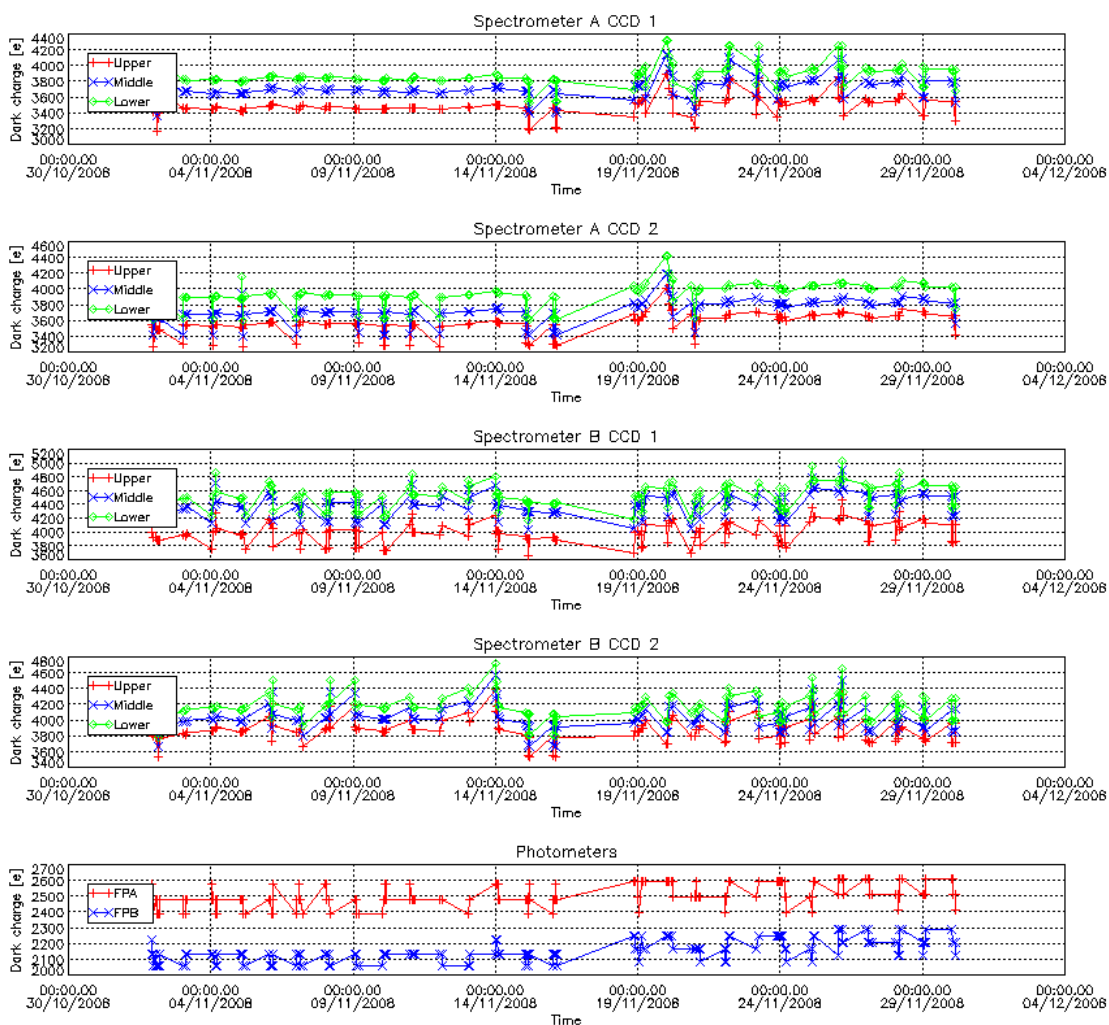 Spectrometer A CCD 1
Dark charge [e]
4400
4200
4000
3800
3600
3400
3200
3000
Upper
Middle
Lower
00:00.00 00:00.00 00:00.00 00:00.00 00:00.00 00:00.00 00:00.00 00:00.00
30/10/2008 04/11/2008 09/11/2008 14/11/2008 19/11/2008 24/11/2008 29/11/2008 04/12/2008
Time
Spectrometer A CCD 2
Dark charge [e]
4600
4400
4200
4000
3800
3600
3400
3200
Upper
Middle
Lower
00:00.00 00:00.00 00:00.00 00:00.00 00:00.00 00:00.00 00:00.00 00:00.00
30/10/2008 04/11/2008 09/11/2008 14/11/2008 19/11/2008 24/11/2008 29/11/2008 04/12/2008
Time
Spectrometer B CCD 1
Dark charge [e]
5200
5000
4800
4600
4400
4200
4000
3800
3600
Upper
Middle
Lower
00:00.00 00:00.00 00:00.00 00:00.00 00:00.00 00:00.00 00:00.00 00:00.00
30/10/2008 04/11/2008 09/11/2008 14/11/2008 19/11/2008 24/11/2008 29/11/2008 04/12/2008
Time
Spectrometer B CCD 2
Dark charge [e]
4800
4600
4400
4200
4000
3800
3600
3400
Upper
Middle
Lower
00:00.00 00:00.00 00:00.00 00:00.00 00:00.00 00:00.00 00:00.00 00:00.00
30/10/2008 04/11/2008 09/11/2008 14/11/2008 19/11/2008 24/11/2008 29/11/2008 04/12/2008
Time
Photometers
Dark charge [e]
2700
2600
2500
2400
2300
2200
2100
2000
FPA
FPB
00:00.00 00:00.00 00:00.00 00:00.00 00:00.00 00:00.00 00:00.00 00:00.00
30/10/2008 04/11/2008 09/11/2008 14/11/2008 19/11/2008 24/11/2008 29/11/2008 04/12/2008
Time